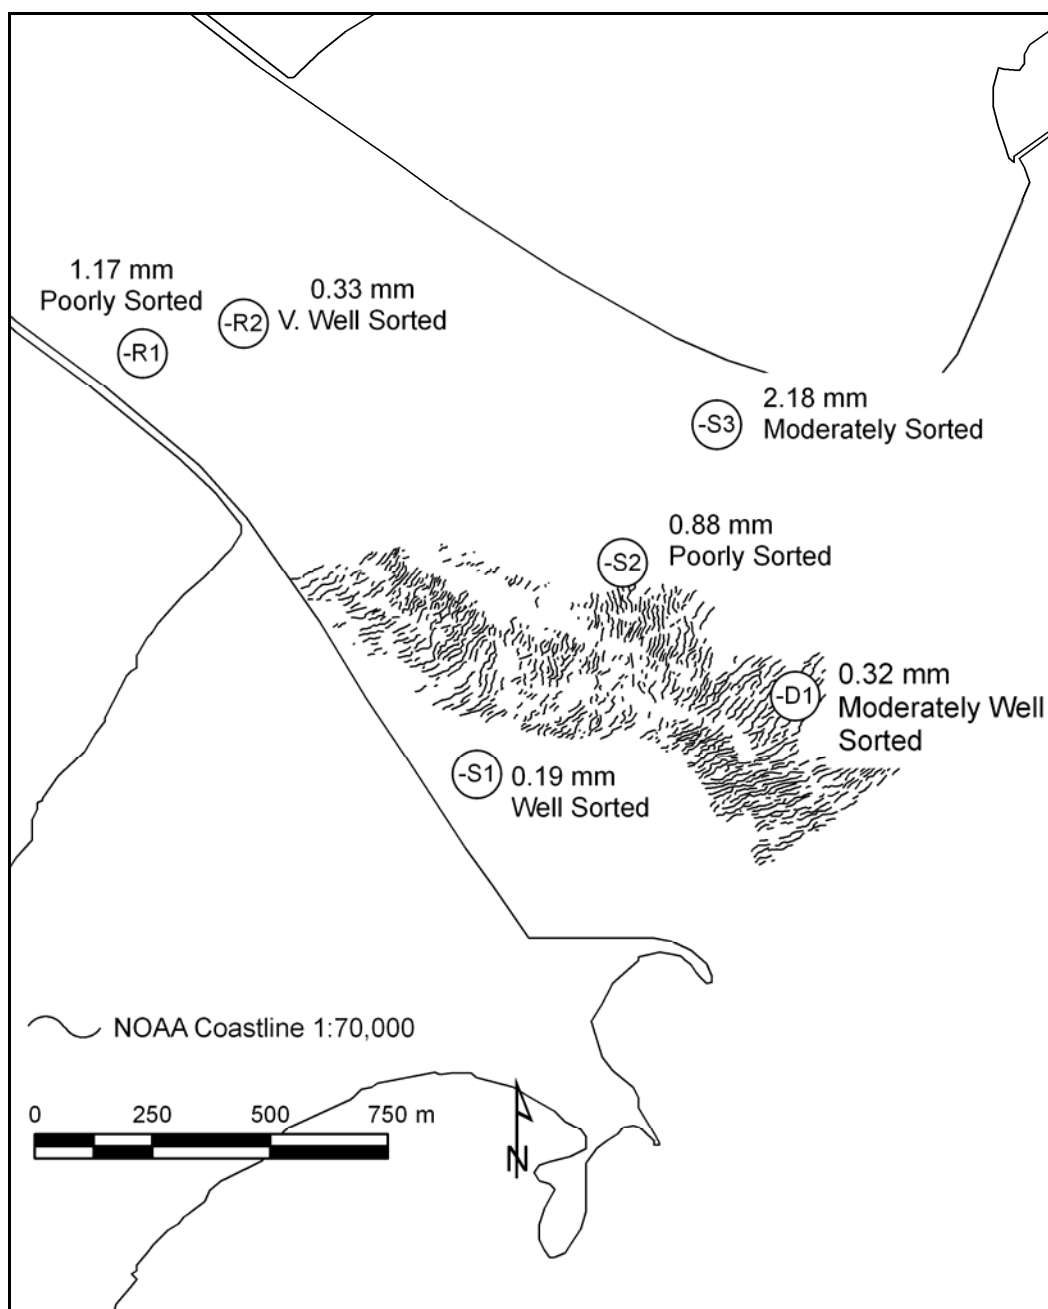 1.17 mm
Poorly Sorted
-R1
-R2
0.33 mm
V. Well Sorted
-S3
2.18 mm
Moderately Sorted
-S2
0.88 mm
Poorly Sorted
-D1
0.32 mm
Moderately Well
Sorted
-S1
0.19 mm
Well Sorted
NOAA Coastline 1:70,000
0 250 500 750 m
N